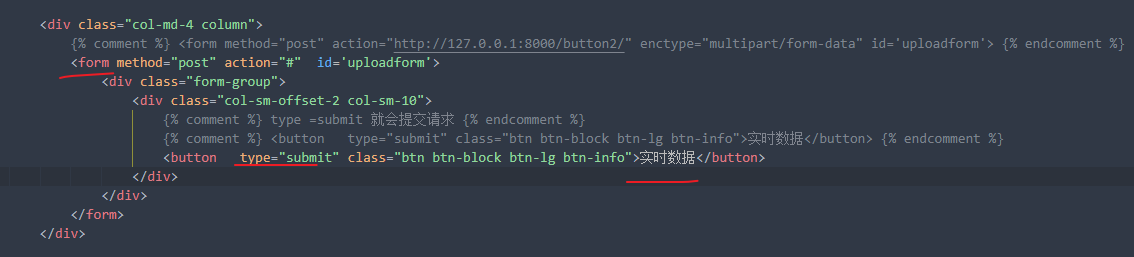 <div class="col-md-4 column">
{% comment %} <form method="post" action="http://127.0.0.1:8000/button2/" enctype="multipart/form-data" id='uploadform'> {% endcomment %}
<form method="post" action="#"  id='uploadform'>
<div class="form-group">
<div class="col-sm-offset-2 col-sm-10">
{% comment %} type =submit 就会提交请求 {% endcomment %}
{% comment %} <button   type="submit" class="btn btn-block btn-lg btn-info">实时数据</button> {% endcomment %}
<button   type="submit" class="btn btn-block btn-lg btn-info">实时数据</button>
</div>
</div>
</form>
</div>